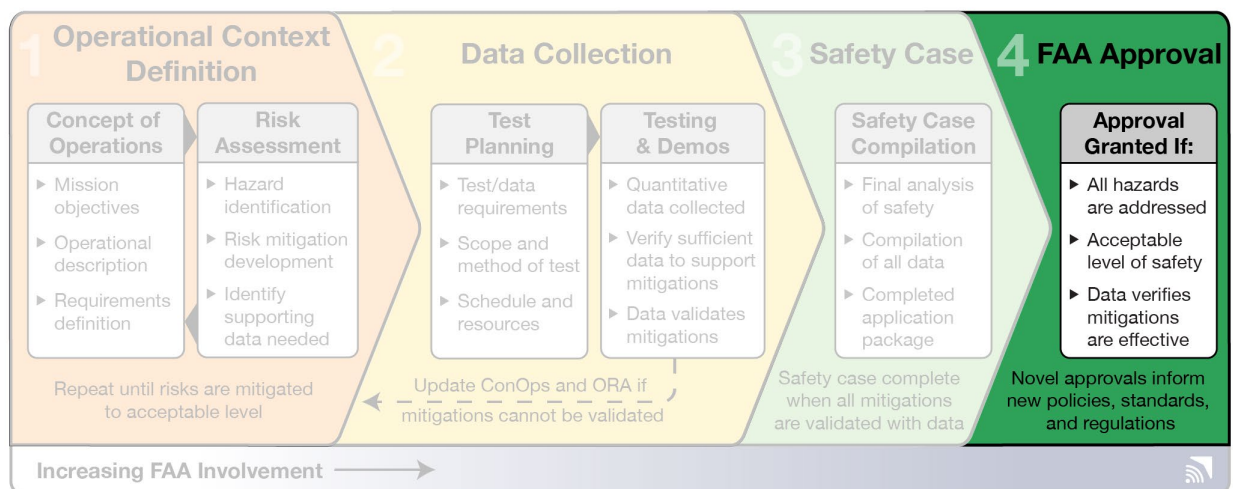 1 Operational Context
Definition
Concept of
Operations
▶ Mission
objectives
▶ Operational
description
▶ Requirements
definition
Risk
Assessment
▶ Hazard
identification
▶ Risk mitigation
development
▶ Identify
supporting
data needed
Repeat until risks are mitigated
to acceptable level
2 Data Collection
Test
Planning
▶ Test/data
requirements
▶ Scope and
method of test
▶ Schedule and
resources
Testing
& Demos
▶ Quantitative
data collected
▶ Verify sufficient
data to support
mitigations
▶ Data validates
mitigations
Update ConOps and ORA if
mitigations cannot be validated
3 Safety Case
Safety Case
Compilation
▶ Final analysis
of safety
▶ Compilation
of all data
▶ Completed
application
package
Safety case complete
when all mitigations
are validated with data
4 FAA Approval
Approval
Granted If:
▶ All hazards
are addressed
▶ Acceptable
level of safety
▶ Data verifies
mitigations
are effective
Novel approvals inform
new policies, standards,
and regulations
Increasing FAA Involvement